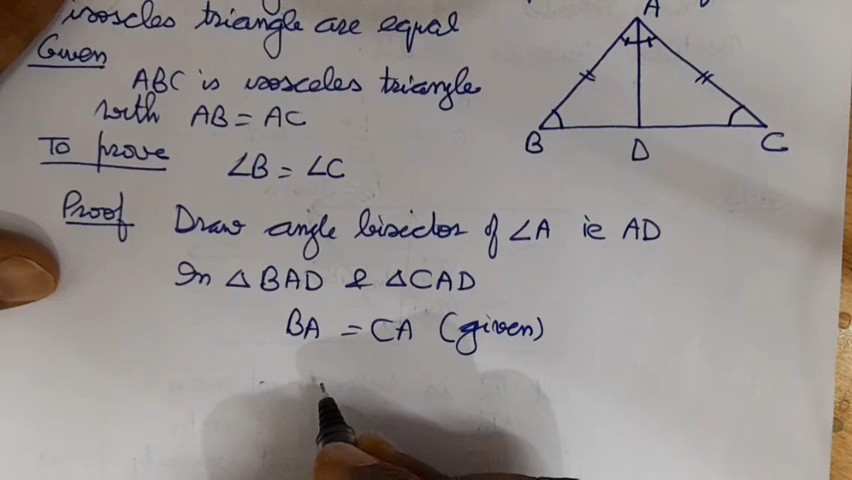 isosceles triangle are equal
Given
ABC is isosceles triangle
with AB = AC
To prove
∠B = ∠C
Proof Draw angle bisector of ∠A ie AD
In △BAD & △CAD
BA = CA (given)
A
B
D
C